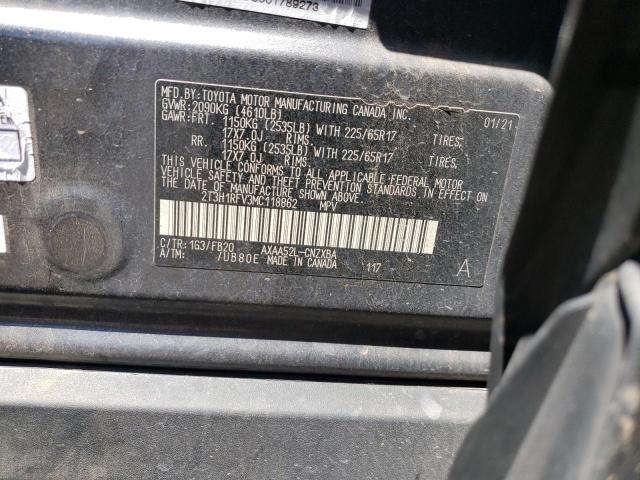 01789273
MFD.BY:TOYOTA MOTOR MANUFACTURING CANADA INC. 01/21
GVWR:2090KG (4610LB)
GAWR:FRT. 1150KG (2535LB) WITH 225/65R17 TIRES,
17X7.0J RIMS,
RR. 1150KG (2535LB) WITH 225/65R17 TIRES,
17X7.0J RIMS,
THIS VEHICLE CONFORMS TO ALL APPLICABLE FEDERAL MOTOR
VEHICLE SAFETY AND THEFT PREVENTION STANDARDS IN
EFFECT ON THE DATE OF MANUFACTURE SHOWN ABOVE.
2T3H1RFV3MC118862 MPV
C/TR:1G3/FB20 AXAA52L-CNZXBA
A/TM: /UB80E MADE IN CANADA 117 A